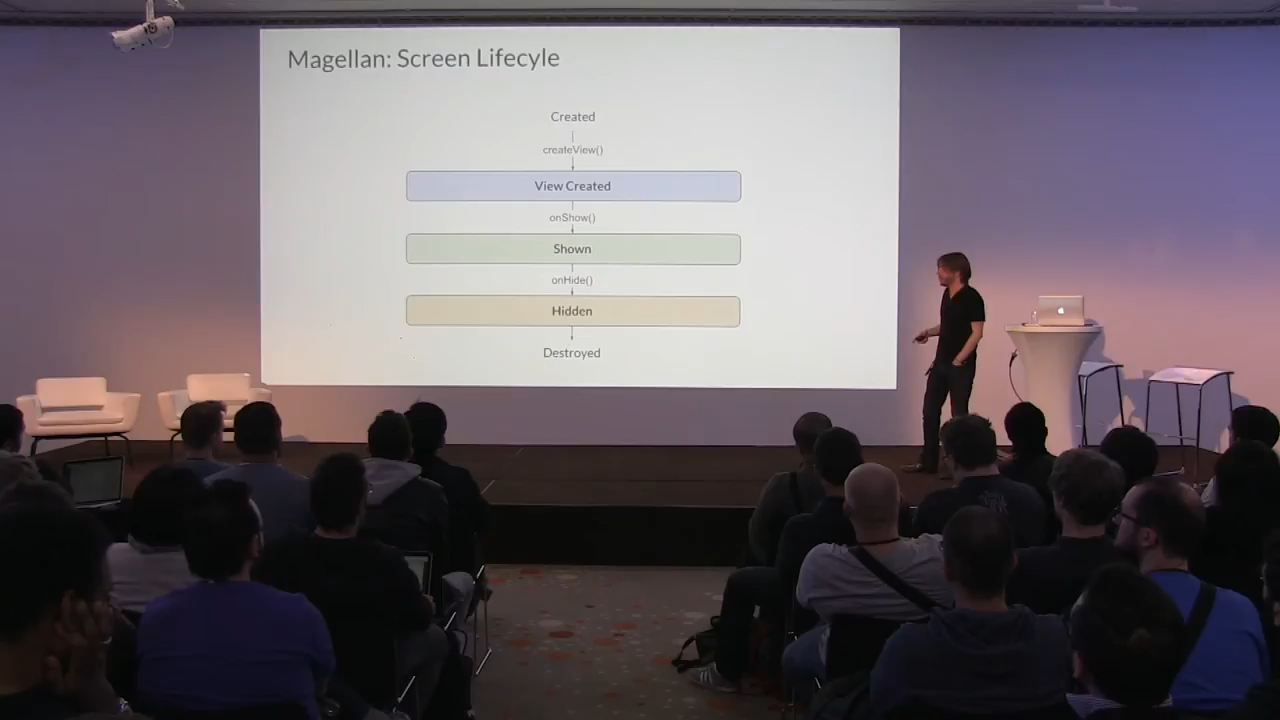 Magellan: Screen Lifecyle
Created
createView()
View Created
onShow()
Shown
onHide()
Hidden
Destroyed